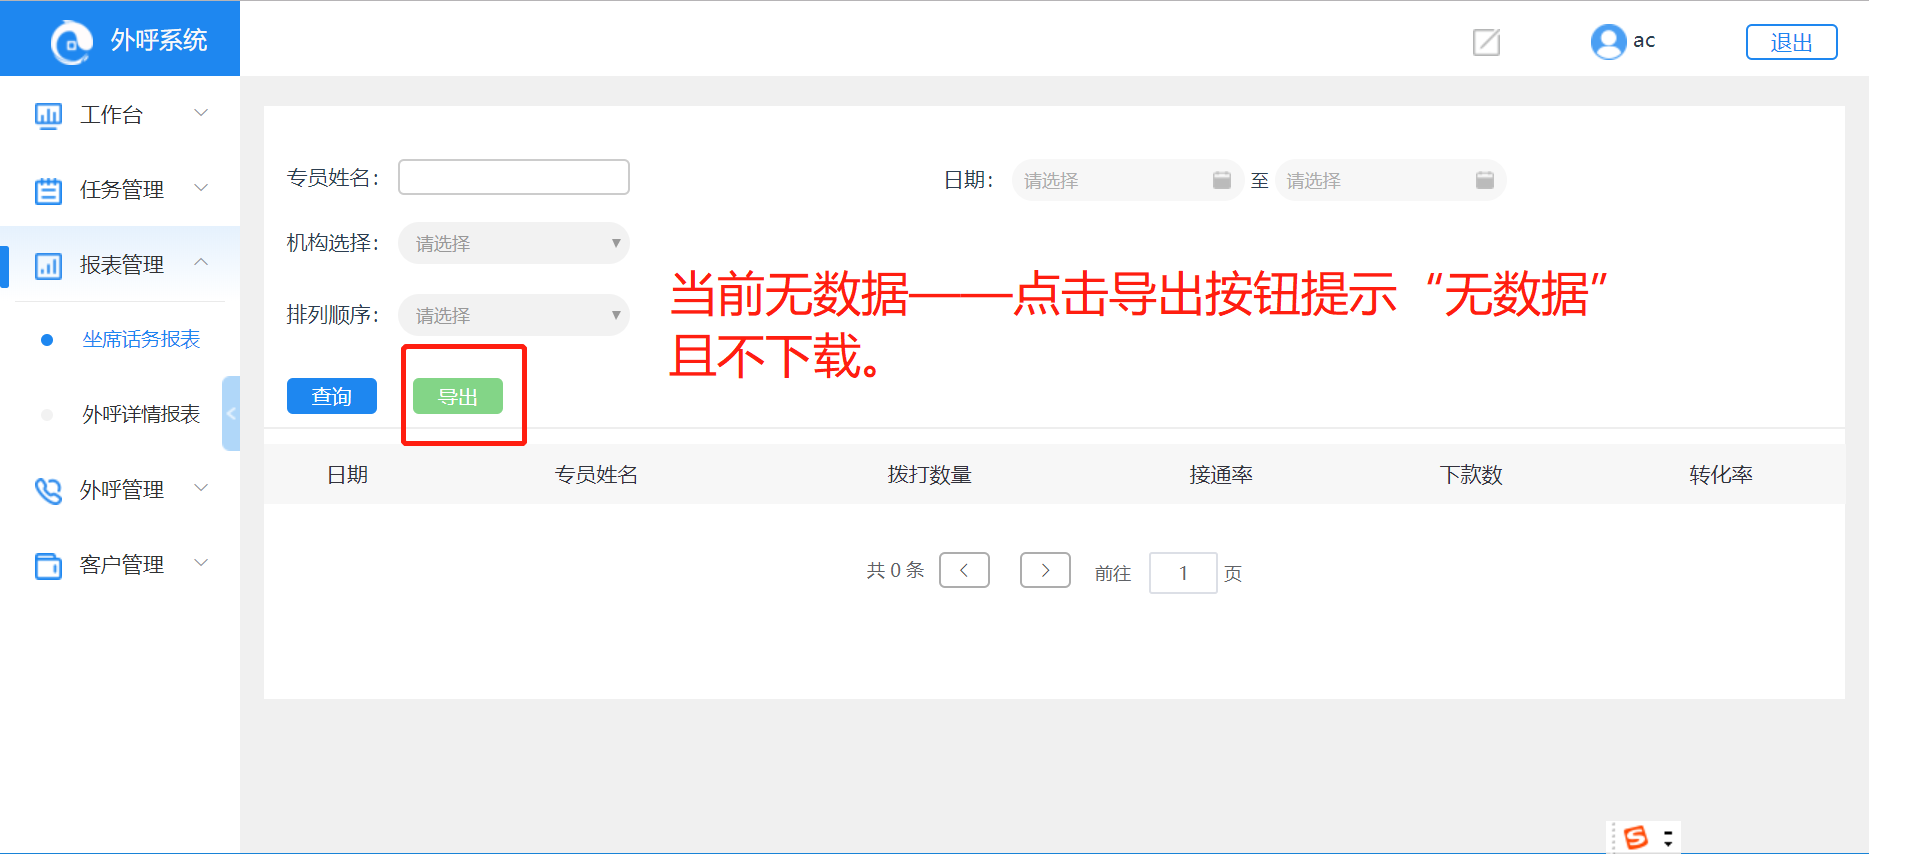 外呼系统
ac
退出
工作台
任务管理
报表管理
坐席话务报表
外呼详情报表
外呼管理
客户管理
专员姓名：
日期： 请选择 至 请选择
机构选择： 请选择
排列顺序： 请选择
当前无数据——点击导出按钮提示“无数据”
且不下载。
查询 导出
日期 专员姓名 拨打数量 接通率 下款数 转化率
共 0 条 前往 1 页